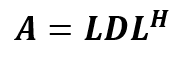 A = LDL^H